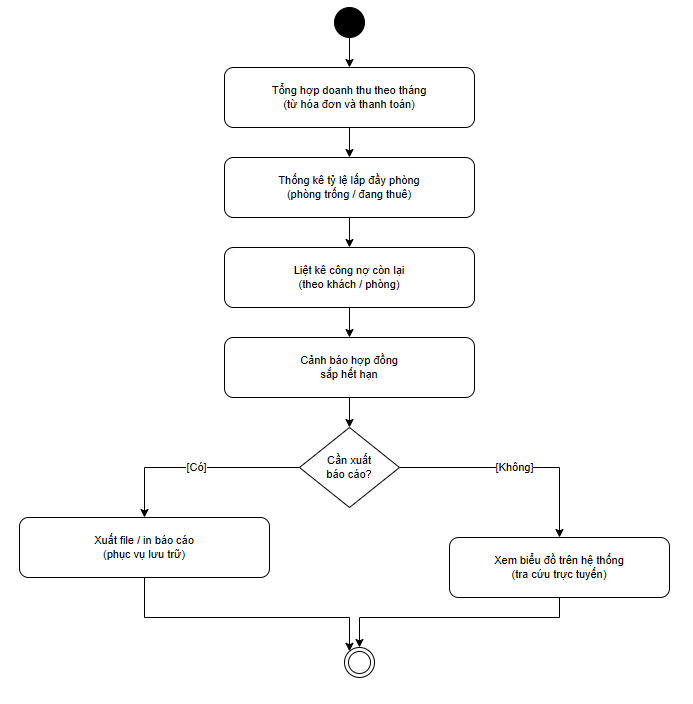 Tổng hợp doanh thu theo tháng
(từ hóa đơn và thanh toán)
Thống kê tỷ lệ lấp đầy phòng
(phòng trống / đang thuê)
Liệt kê công nợ còn lại
(theo khách / phòng)
Cảnh báo hợp đồng
sắp hết hạn
Cần xuất
báo cáo?
[Có]
[Không]
Xuất file / in báo cáo
(phục vụ lưu trữ)
Xem biểu đồ trên hệ thống
(tra cứu trực tuyến)